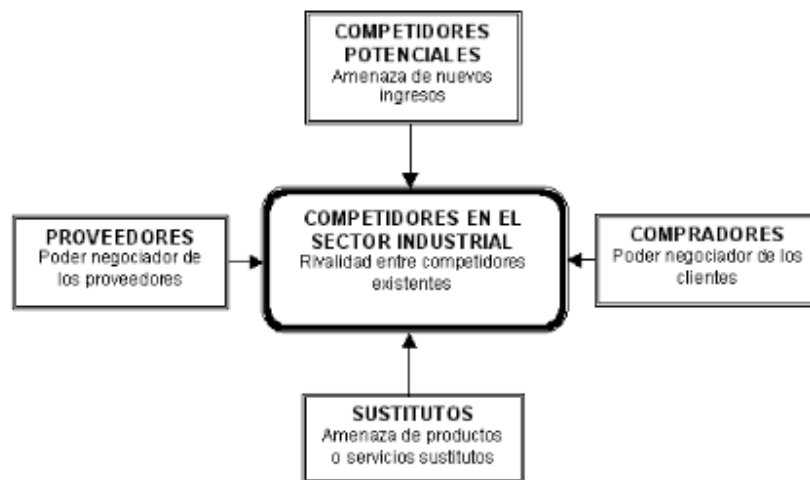 COMPETIDORES
POTENCIALES
Amenaza de nuevos
ingresos
PROVEEDORES
Poder negociador de
los proveedores
COMPETIDORES EN EL
SECTOR INDUSTRIAL
Rivalidad entre competidores
existentes
COMPRADORES
Poder negociador de los
clientes
SUSTITUTOS
Amenaza de productos
o servicios sustitutos